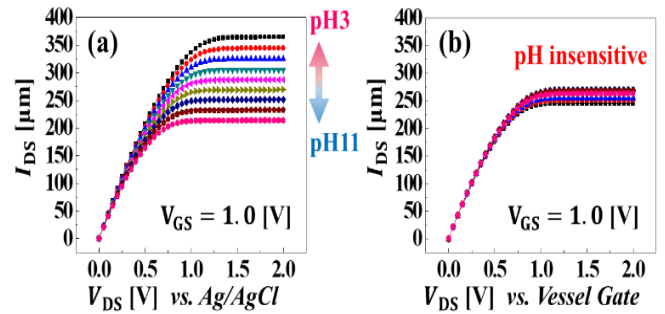 400
350
300
250
200
150
100
50
0
I_DS [μm]
(a)
V_GS = 1.0 [V]
0.0 0.5 1.0 1.5 2.0
V_DS [V] vs. Ag/AgCl
pH3
pH11
400
350
300
250
200
150
100
50
0
I_DS [μm]
(b)
pH insensitive
V_GS = 1.0 [V]
0.0 0.5 1.0 1.5 2.0
V_DS [V] vs. Vessel Gate